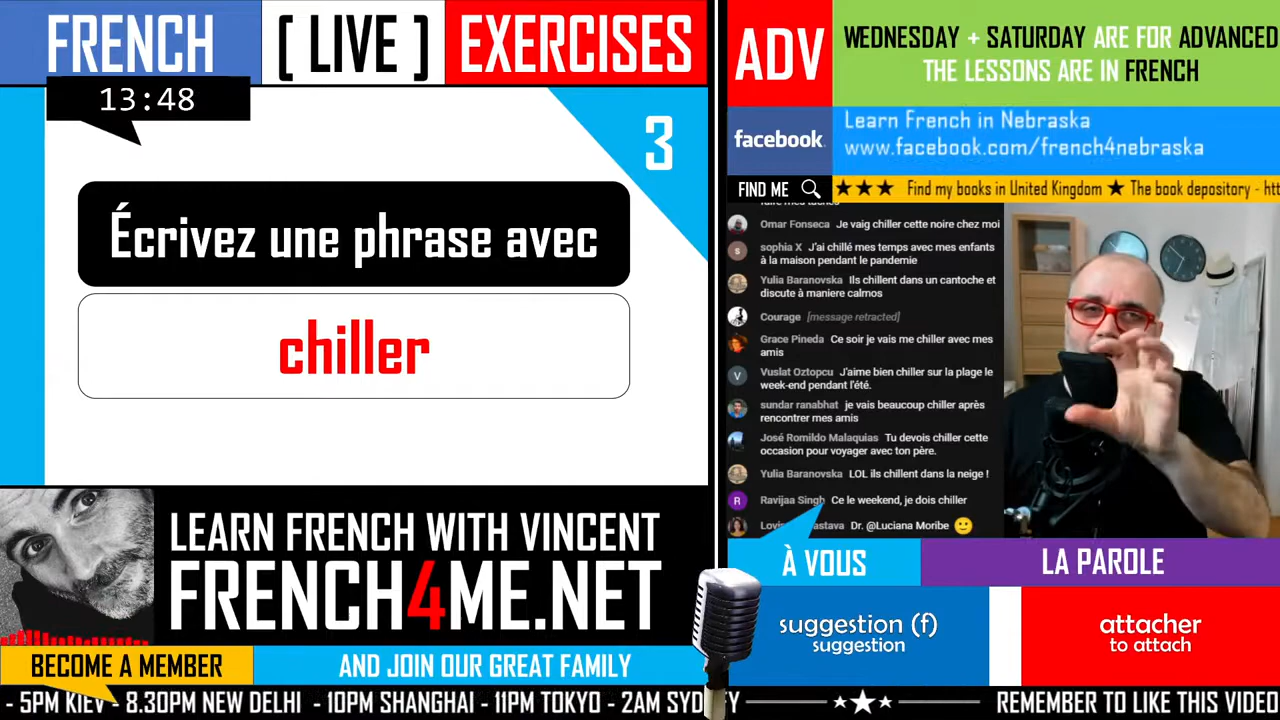 FRENCH [ LIVE ] EXERCISES
13:48
3
Écrivez une phrase avec
chiller
LEARN FRENCH WITH VINCENT
FRENCH4ME.NET
BECOME A MEMBER
AND JOIN OUR GREAT FAMILY
ADV
WEDNESDAY + SATURDAY ARE FOR ADVANCED
THE LESSONS ARE IN FRENCH
facebook
Learn French in Nebraska
www.facebook.com/french4nebraska
FIND ME
★★★ Find my books in United Kingdom ★ The book depository - htt
Omar Fonseca Je vaig chiller cette noire chez moi
sophia X J'ai chillé mes temps avec mes enfants
à la maison pendant le pandemie
Yulia Baranovska Ils chillent dans un cantoche et
discute à maniere calmos
Courage [message retracted]
Grace Pineda Ce soir je vais me chiller avec mes
amis
Vuslat Oztopcu J'aime bien chiller sur la plage le
week-end pendant l'été.
sundar ranabhat je vais beaucoup chiller après
rencontrer mes amis
José Romildo Malaquias Tu devois chiller cette
occasion pour voyager avec ton père.
Yulia Baranovska LOL ils chillent dans la neige !
R Ravijaa Singh Ce le weekend, je dois chiller
Dr. @Luciana Moribe
À VOUS
LA PAROLE
suggestion (f)
suggestion
attacher
to attach
- 5PM KIEV - 8.30PM NEW DELHI - 10PM SHANGHAI - 11PM TOKYO - 2AM SYDNEY
REMEMBER TO LIKE THIS VIDEO